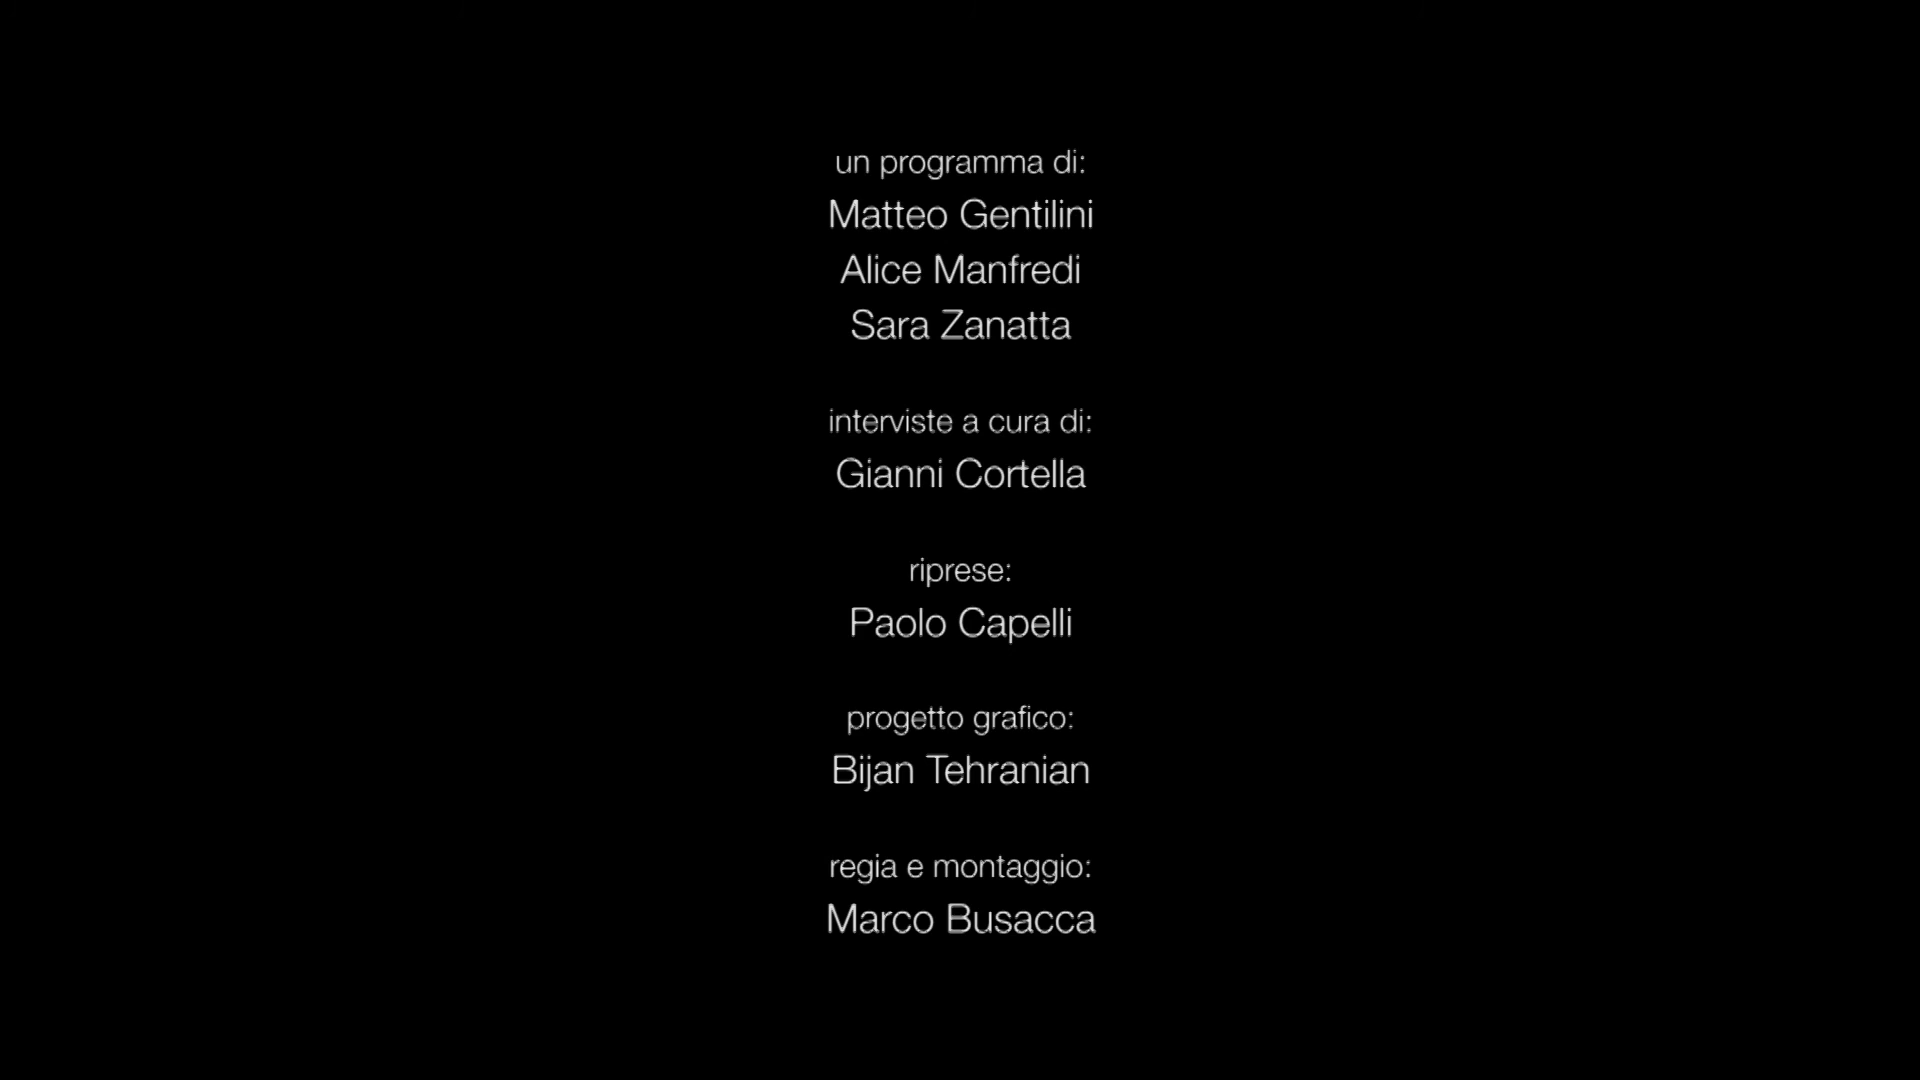 un programma di:
Matteo Gentilini
Alice Manfredi
Sara Zanatta
interviste a cura di:
Gianni Cortella
riprese:
Paolo Capelli
progetto grafico:
Bijan Tehranian
regia e montaggio:
Marco Busacca